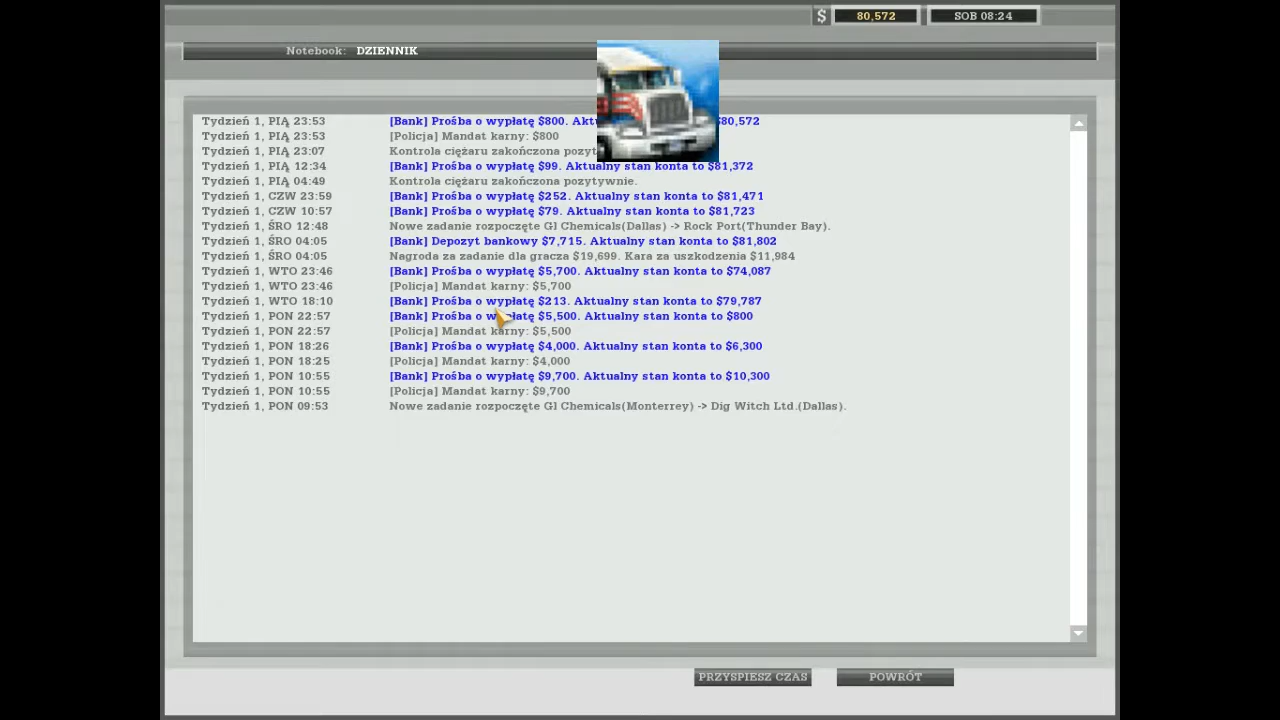 $ 80,572 SOB 08:24
Notebook: DZIENNIK
Tydzień 1, PIĄ 23:53 [Bank] Prośba o wypłatę $800. $80,572
Tydzień 1, PIĄ 23:53 [Policja] Mandat karny: $800
Tydzień 1, PIĄ 23:07 Kontrola ciężaru zakończona
Tydzień 1, PIĄ 12:34 [Bank] Prośba o wypłatę $99. Aktualny stan konta to $81,372
Tydzień 1, PIĄ 04:49 Kontrola ciężaru zakończona pozytywnie.
Tydzień 1, CZW 23:59 [Bank] Prośba o wypłatę $252. Aktualny stan konta to $81,471
Tydzień 1, CZW 10:57 [Bank] Prośba o wypłatę $79. Aktualny stan konta to $81,723
Tydzień 1, ŚRO 12:48 Nowe zadanie rozpoczęte Gl Chemicals(Dallas) -> Rock Port(Thunder Bay).
Tydzień 1, ŚRO 04:05 [Bank] Depozyt bankowy $7,715. Aktualny stan konta to $81,802
Tydzień 1, ŚRO 04:05 Nagroda za zadanie dla gracza $19,699. Kara za uszkodzenia $11,984
Tydzień 1, WTO 23:46 [Bank] Prośba o wypłatę $5,700. Aktualny stan konta to $74,087
Tydzień 1, WTO 23:46 [Policja] Mandat karny: $5,700
Tydzień 1, WTO 18:10 [Bank] Prośba o wypłatę $213. Aktualny stan konta to $79,787
Tydzień 1, PON 22:57 [Bank] Prośba o wypłatę $5,500. Aktualny stan konta to $800
Tydzień 1, PON 22:57 [Policja] Mandat karny: $5,500
Tydzień 1, PON 18:26 [Bank] Prośba o wypłatę $4,000. Aktualny stan konta to $6,300
Tydzień 1, PON 18:25 [Policja] Mandat karny: $4,000
Tydzień 1, PON 10:55 [Bank] Prośba o wypłatę $9,700. Aktualny stan konta to $10,300
Tydzień 1, PON 10:55 [Policja] Mandat karny: $9,700
Tydzień 1, PON 09:53 Nowe zadanie rozpoczęte Gl Chemicals(Monterrey) -> Dig Witch Ltd.(Dallas).
PRZYSPIESZ CZAS POWRÓT